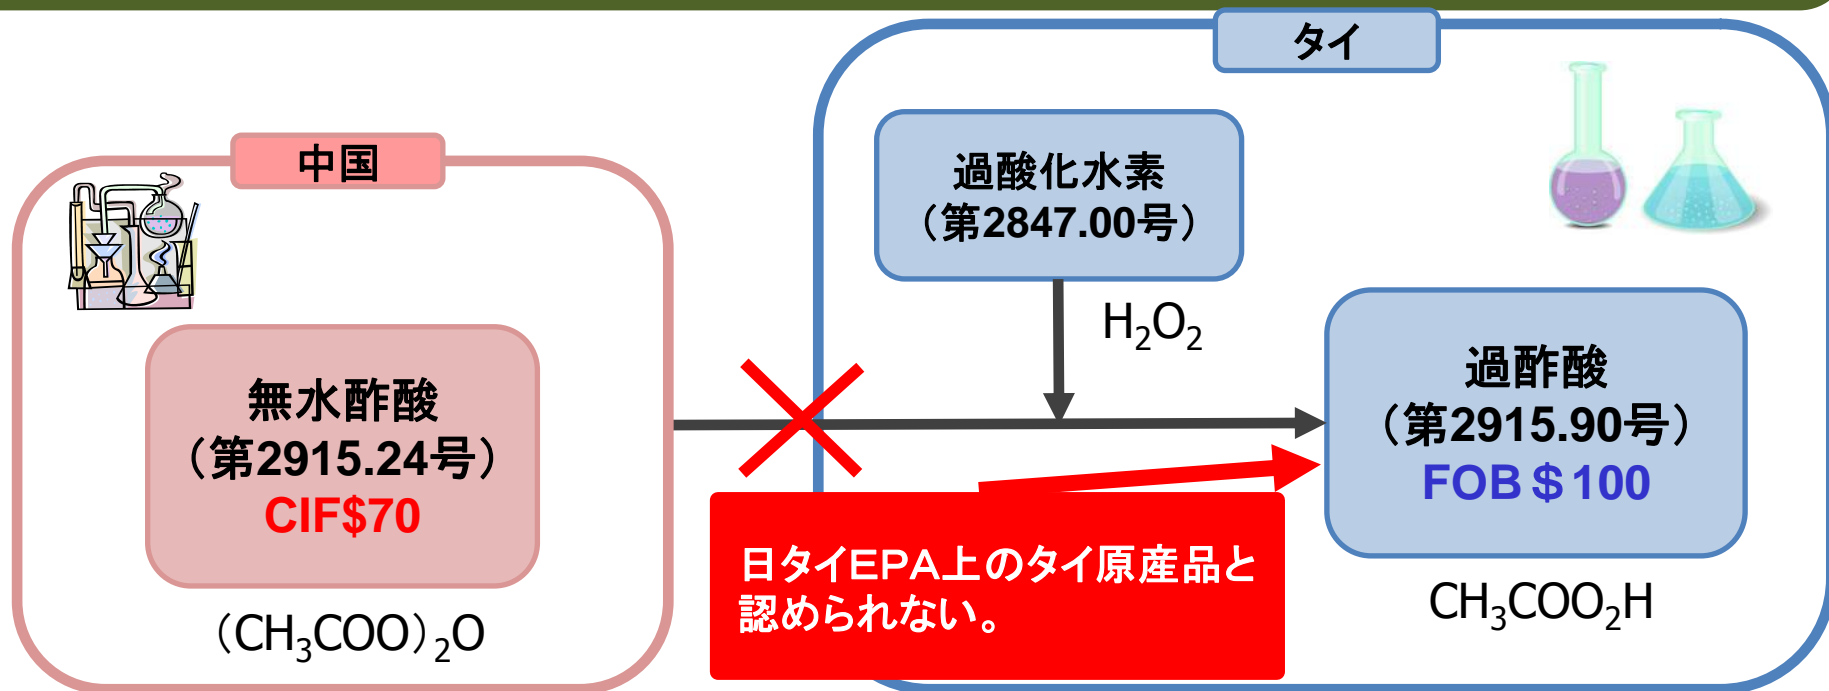 タイ
中国
過酸化水素
（第2847.00号）
H₂O₂
無水酢酸
（第2915.24号）
CIF$70
（CH₃COO）₂O
過酢酸
（第2915.90号）
FOB＄100
CH₃COO₂H
日タイEPA上のタイ原産品と
認められない。